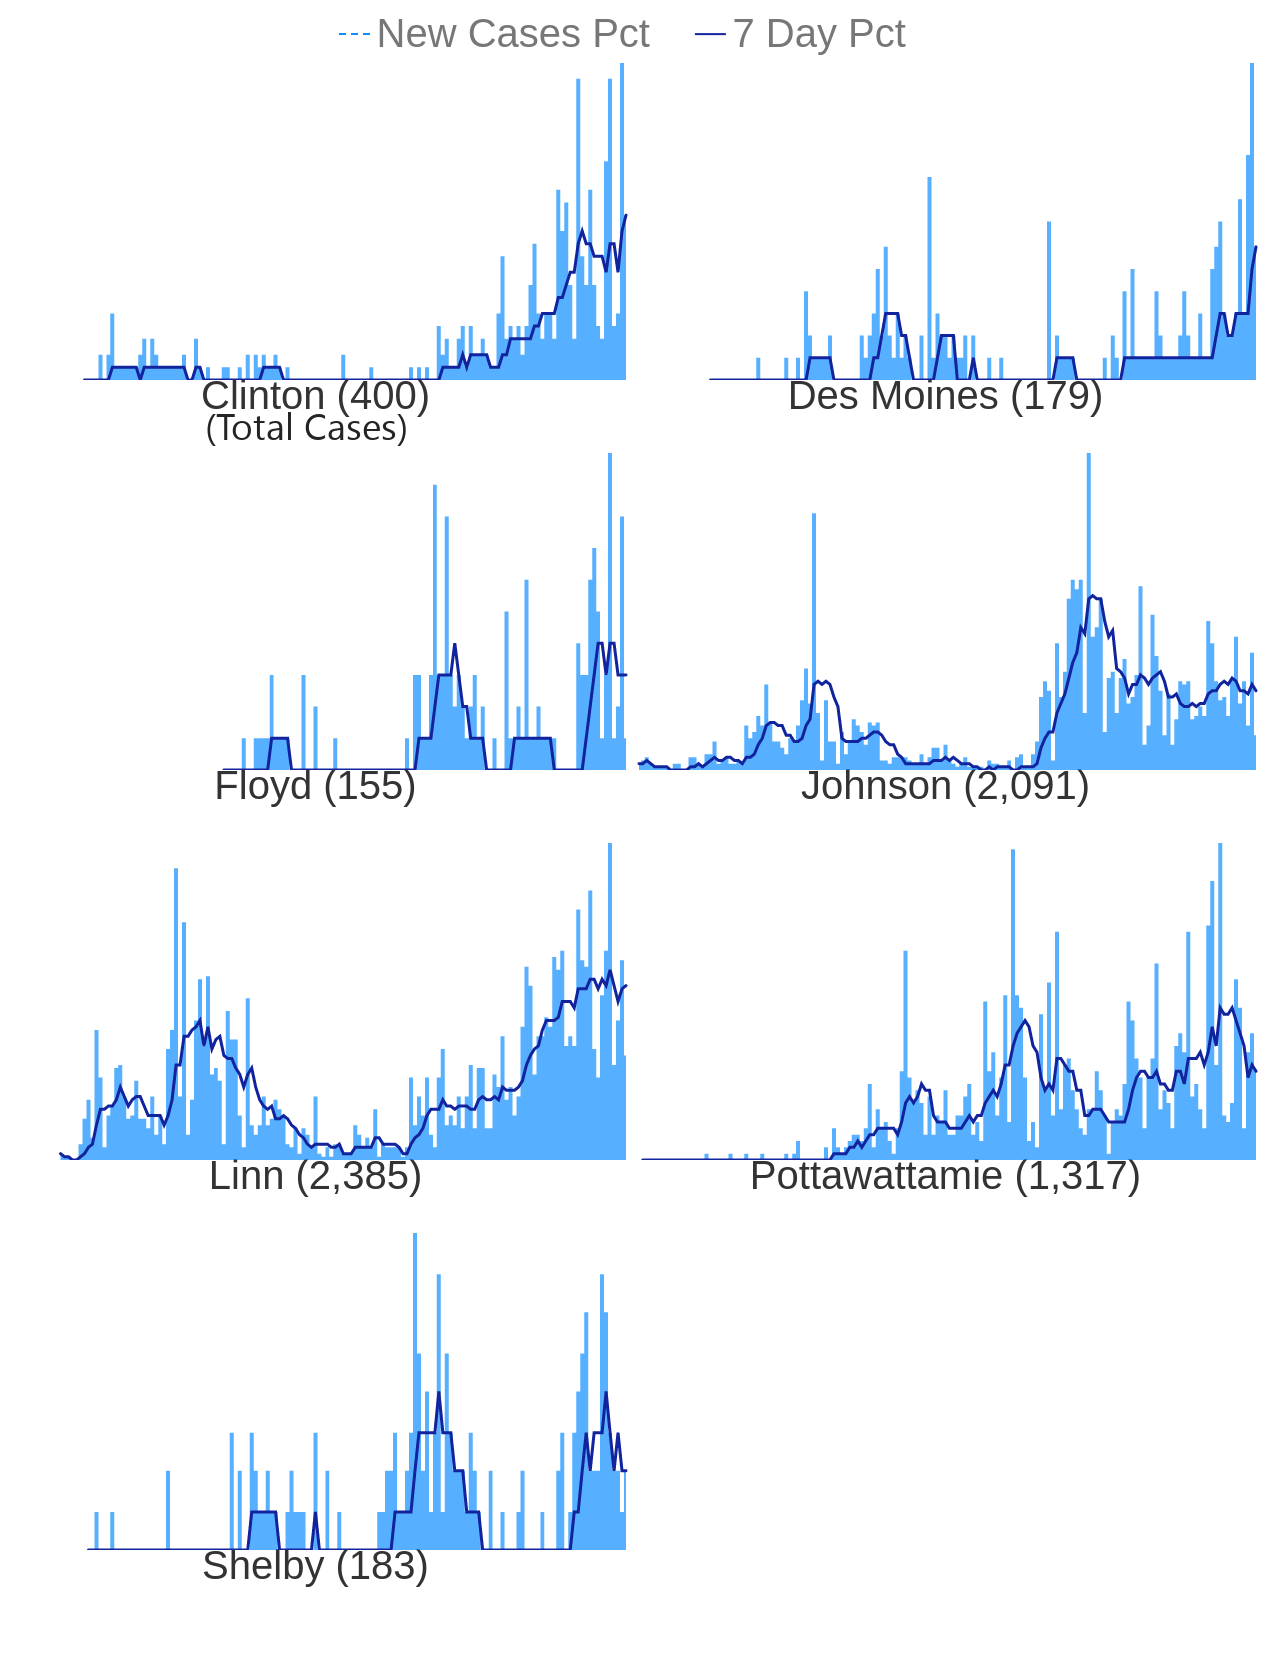 New Cases Pct 7 Day Pct
Clinton (400)
(Total Cases)
Des Moines (179)
Floyd (155)
Johnson (2,091)
Linn (2,385)
Pottawattamie (1,317)
Shelby (183)